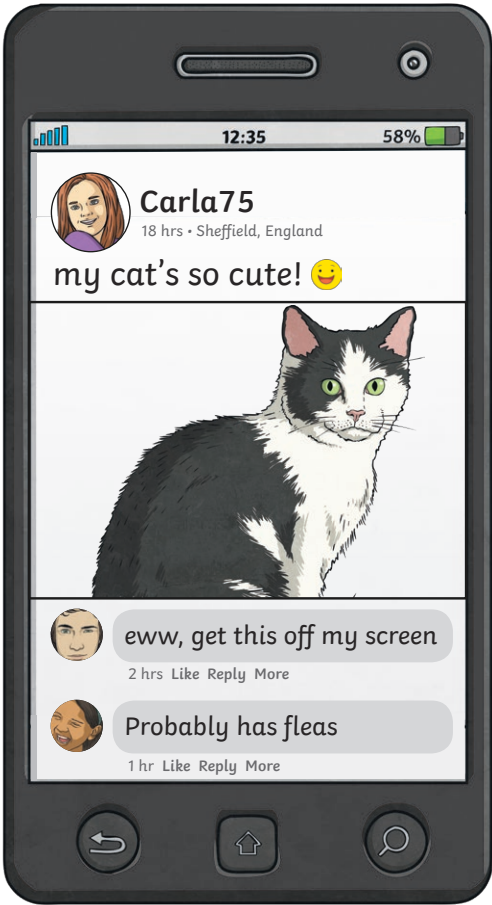 12:35 58%
Carla75
18 hrs • Sheffield, England
my cat's so cute!
eww, get this off my screen
2 hrs Like Reply More
Probably has fleas
1 hr Like Reply More